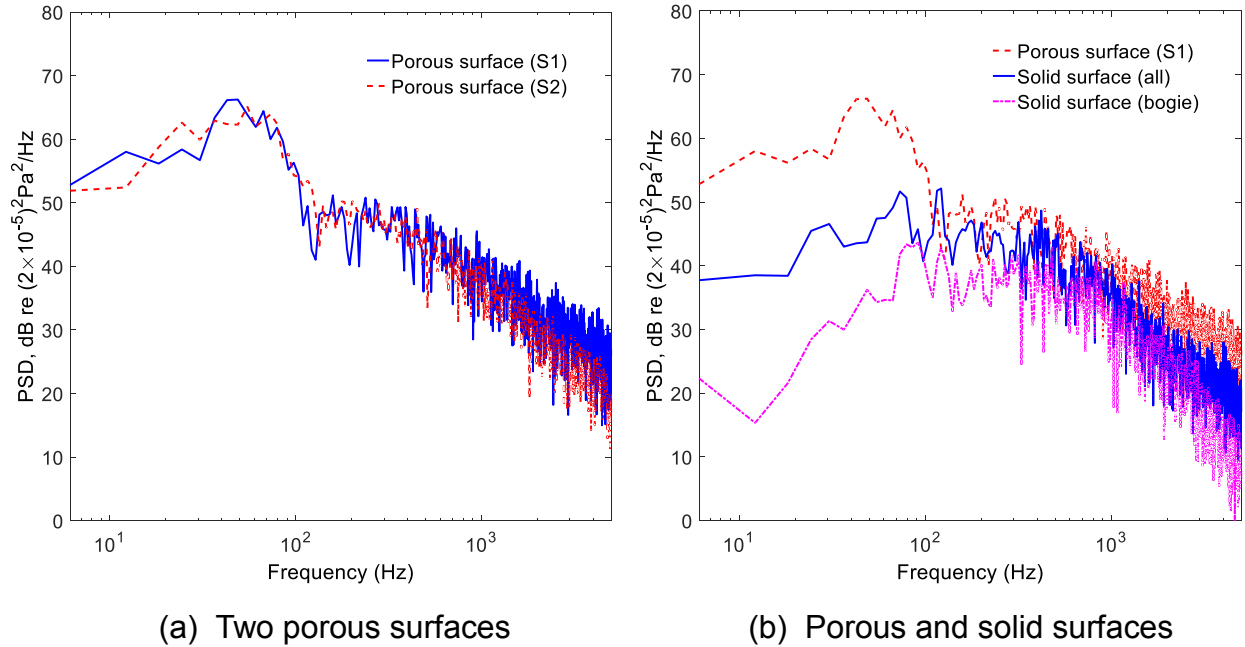 80
70
60
50
40
30
20
10
0
PSD, dB re (2×10⁻⁵)²Pa²/Hz
Porous surface (S1)
Porous surface (S2)
10¹ 10² 10³
Frequency (Hz)
(a) Two porous surfaces
80
70
60
50
40
30
20
10
0
PSD, dB re (2×10⁻⁵)²Pa²/Hz
Porous surface (S1)
Solid surface (all)
Solid surface (bogie)
10¹ 10² 10³
Frequency (Hz)
(b) Porous and solid surfaces